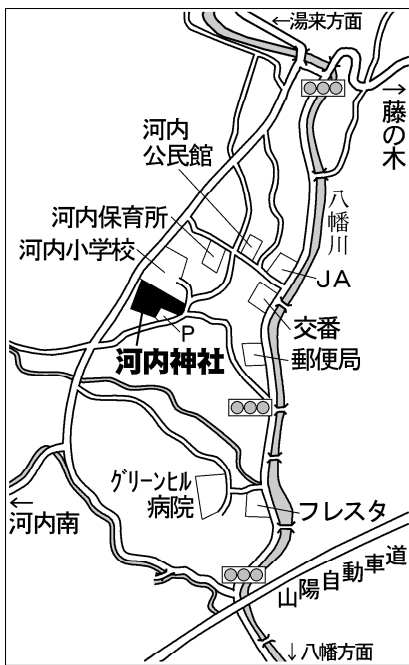 ←湯来方面
→
藤の木
河内
公民館
八幡川
河内保育所
河内小学校
JA
交番
P
河内神社
郵便局
グリーンヒル
病院
←
河内南
フレスタ
山陽自動車道
↓八幡方面